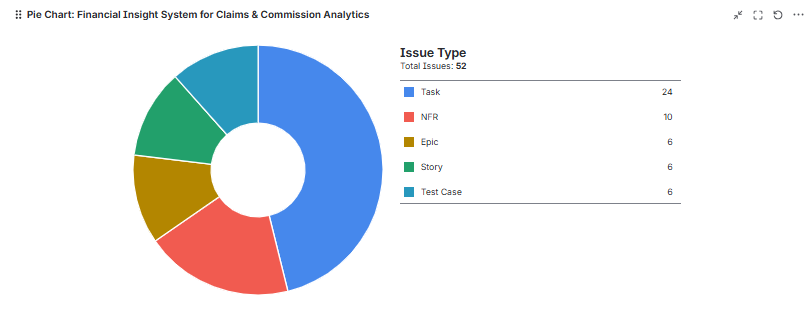 Pie Chart: Financial Insight System for Claims & Commission Analytics
Issue Type
Total Issues: 52
Task 24
NFR 10
Epic 6
Story 6
Test Case 6